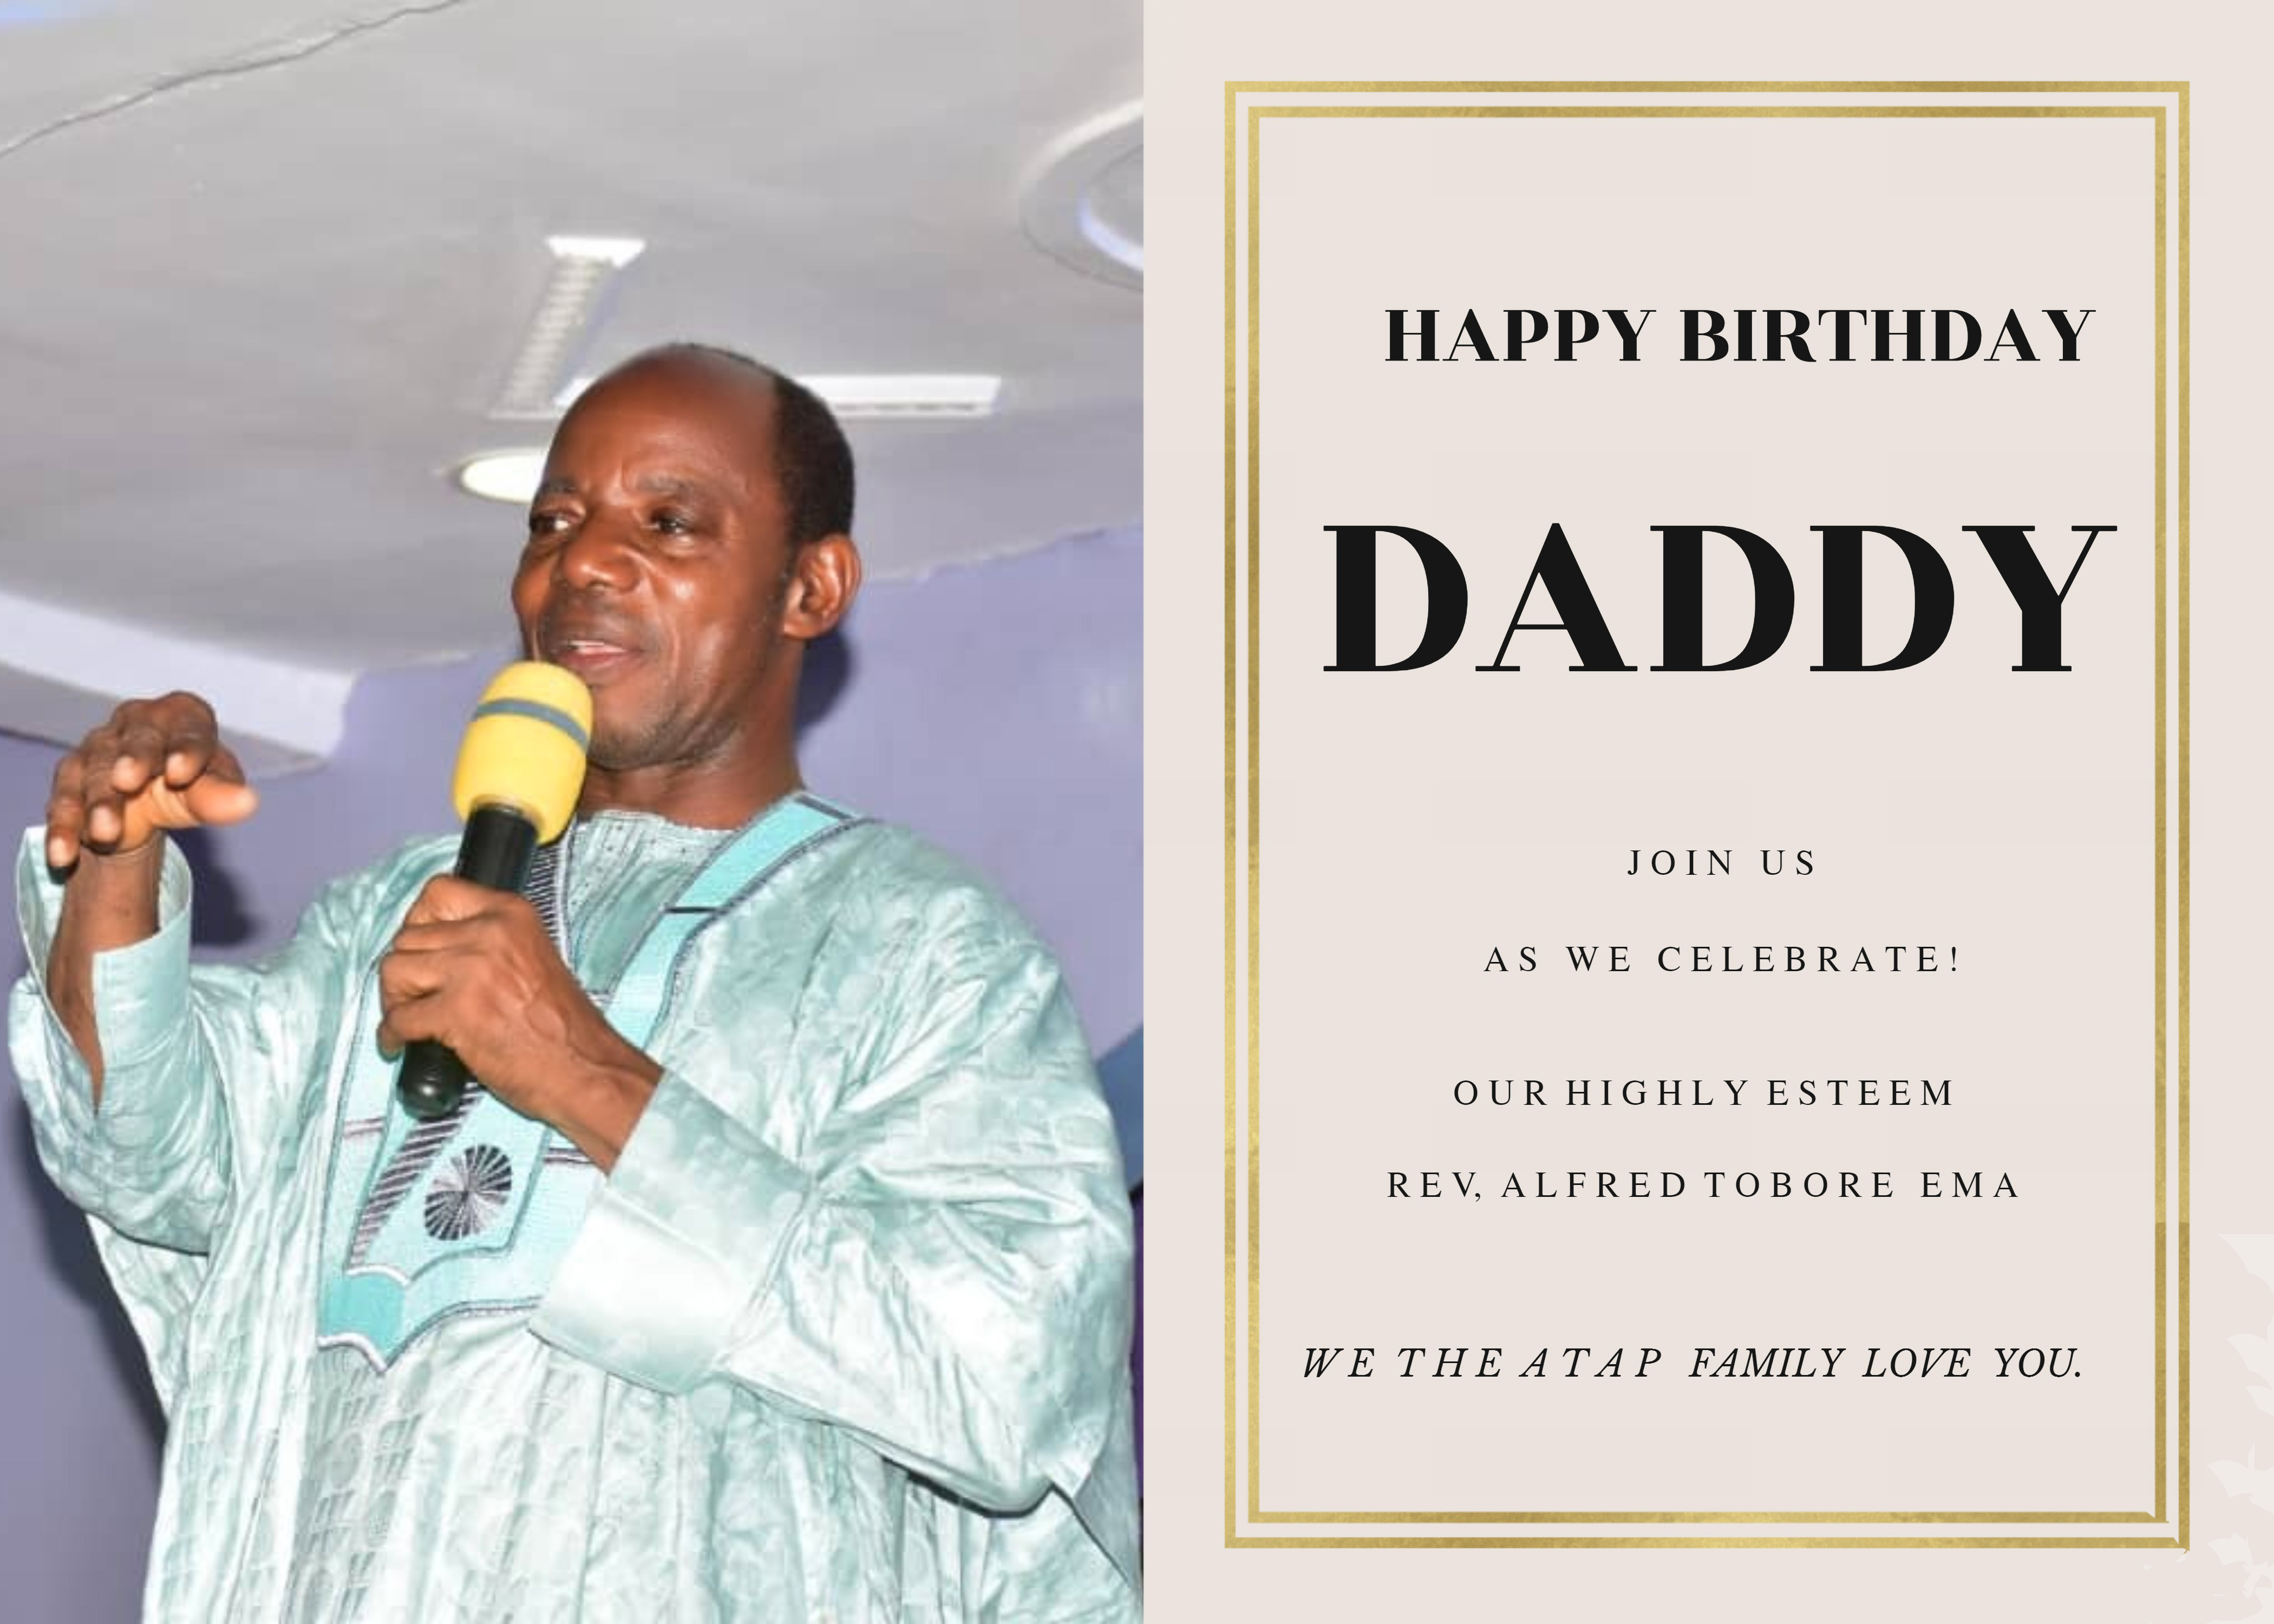 HAPPY BIRTHDAY
DADDY
JOIN US
AS WE CELEBRATE!
OUR HIGHLY ESTEEM
REV, ALFRED TOBORE EMA
WE THE ATAP FAMILY LOVE YOU.